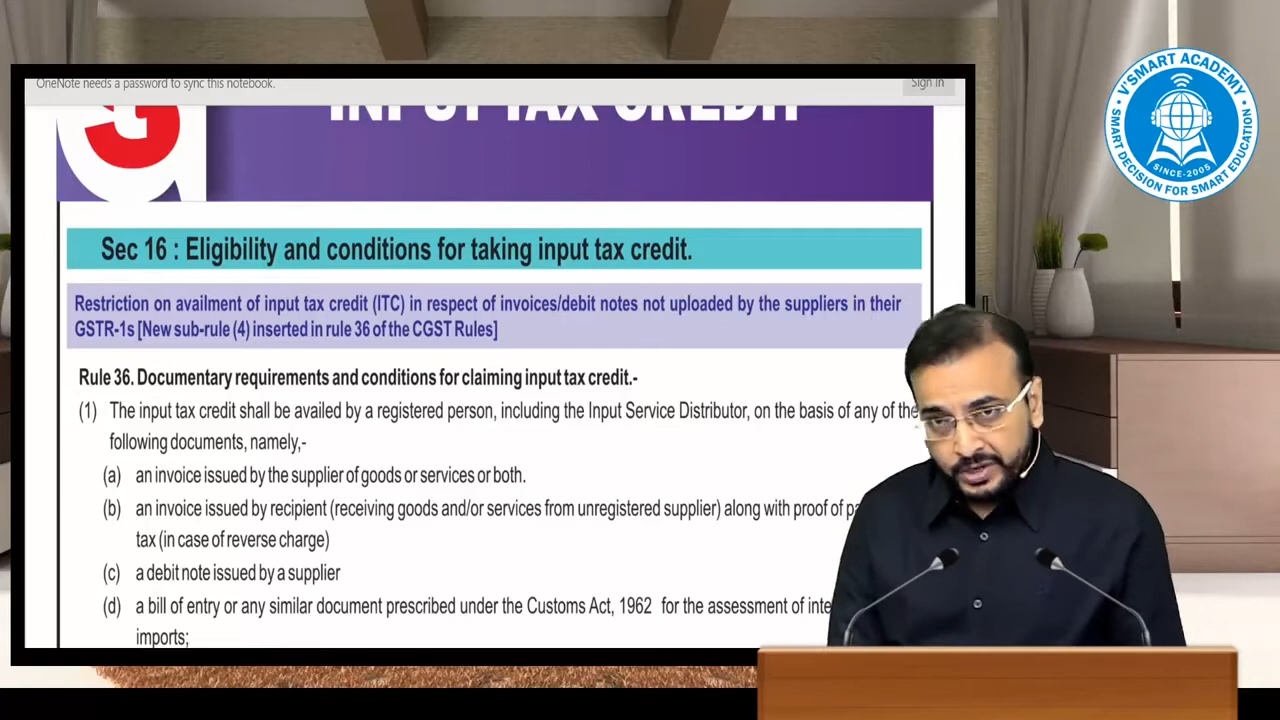 OneNote needs a password to sync this notebook.
Sign in
INPUT TAX CREDIT
Sec 16 : Eligibility and conditions for taking input tax credit.
Restriction on availment of input tax credit (ITC) in respect of invoices/debit notes not uploaded by the suppliers in their
GSTR-1s [New sub-rule (4) inserted in rule 36 of the CGST Rules]
Rule 36. Documentary requirements and conditions for claiming input tax credit.-
(1) The input tax credit shall be availed by a registered person, including the Input Service Distributor, on the basis of any of the
following documents, namely,-
(a) an invoice issued by the supplier of goods or services or both.
(b) an invoice issued by recipient (receiving goods and/or services from unregistered supplier) along with proof of
tax (in case of reverse charge)
(c) a debit note issued by a supplier
(d) a bill of entry or any similar document prescribed under the Customs Act, 1962 for the assessment of
imports;
V'SMART ACADEMY
SINCE-2005
SMART DECISION FOR SMART EDUCATION